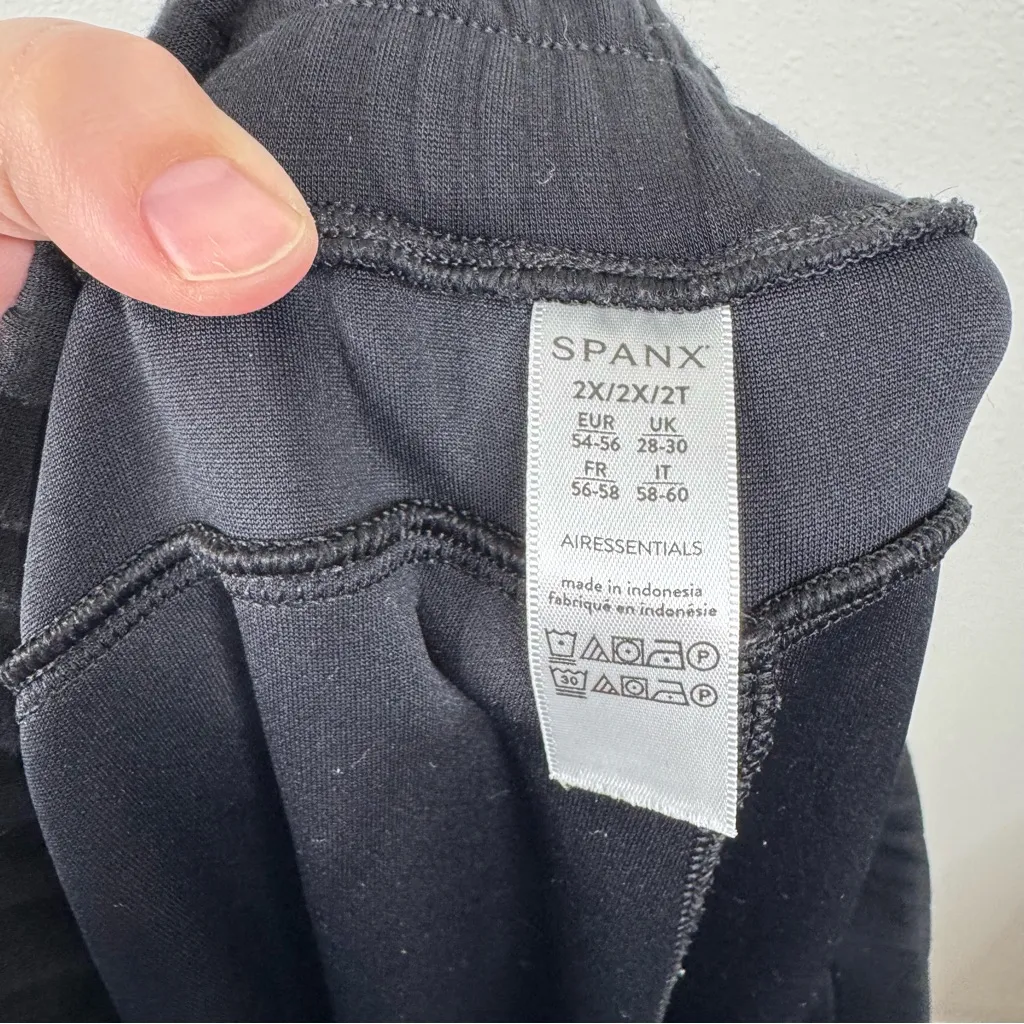 SPANX
2X/2X/2T
EUR UK
54-56 28-30
FR IT
56-58 58-60
AIRESSENTIALS
made in indonesia
fabriqué en indonésie
P
30 P